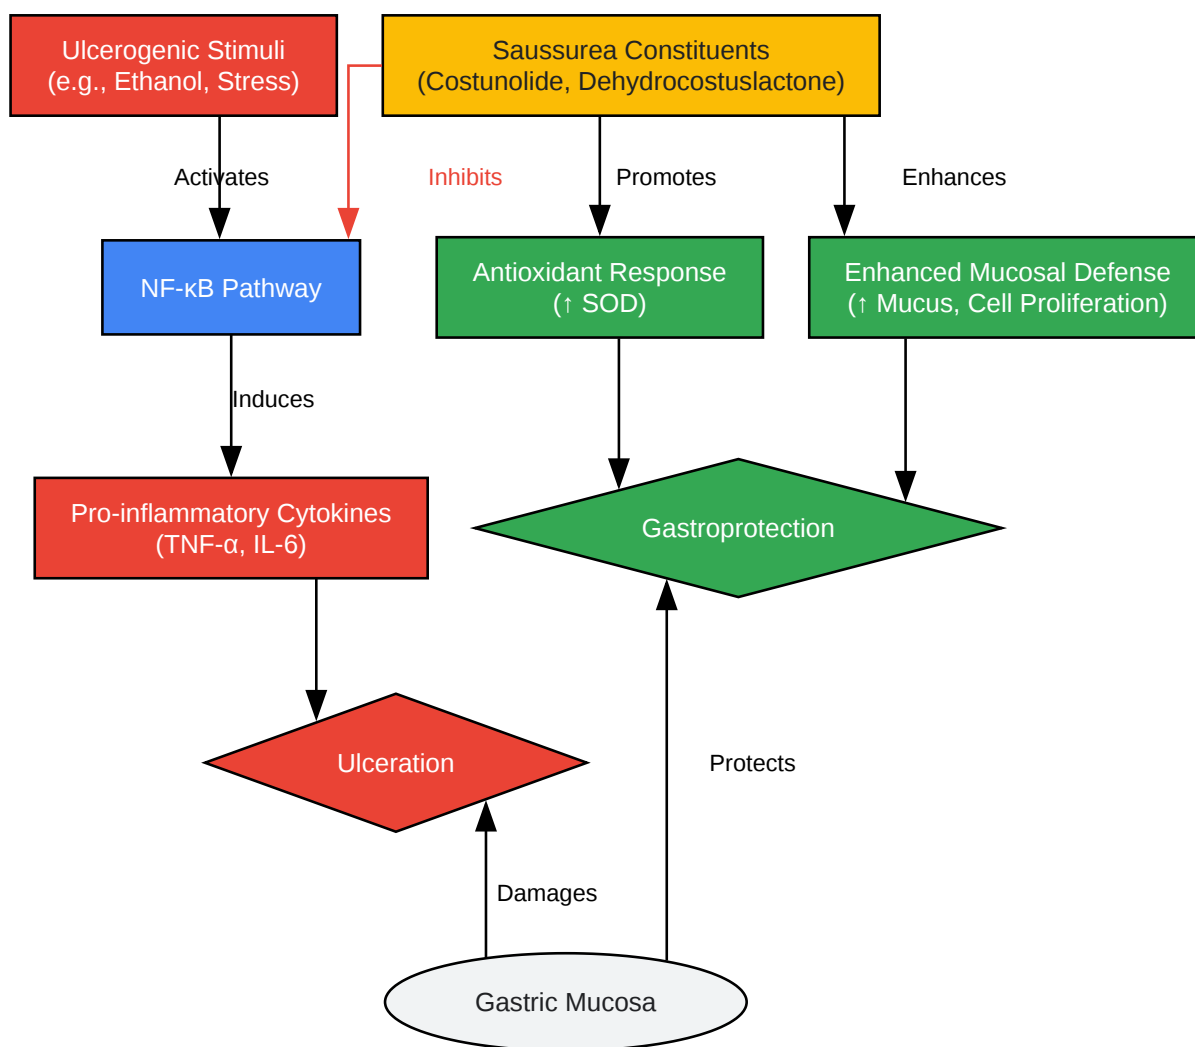 Ulcerogenic Stimuli
(e.g., Ethanol, Stress)
Saussurea Constituents
(Costunolide, Dehydrocostuslactone)
Activates
Inhibits
Promotes
Enhances
NF-κB Pathway
Antioxidant Response
(↑ SOD)
Enhanced Mucosal Defense
(↑ Mucus, Cell Proliferation)
Induces
Pro-inflammatory Cytokines
(TNF-α, IL-6)
Gastroprotection
Ulceration
Protects
Damages
Gastric Mucosa